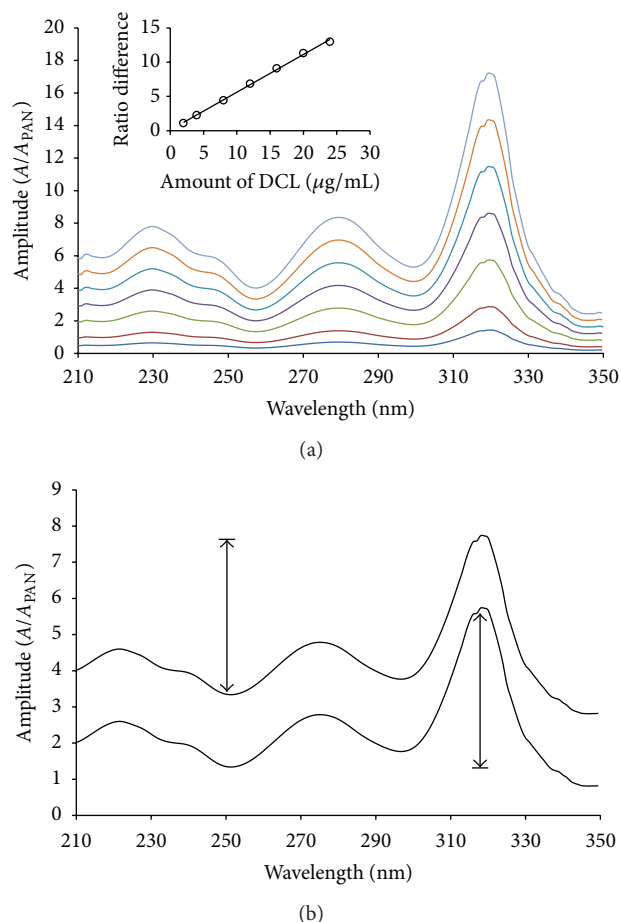 20
18
16
14
12
10
8
6
4
2
0
Amplitude (A/A_PAN)
15
10
5
0
Ratio difference
0 5 10 15 20 25 30
Amount of DCL (μg/mL)
210 230 250 270 290 310 330 350
Wavelength (nm)
(a)
9
8
7
6
5
4
3
2
1
0
Amplitude (A/A_PAN)
210 230 250 270 290 310 330 350
Wavelength (nm)
(b)